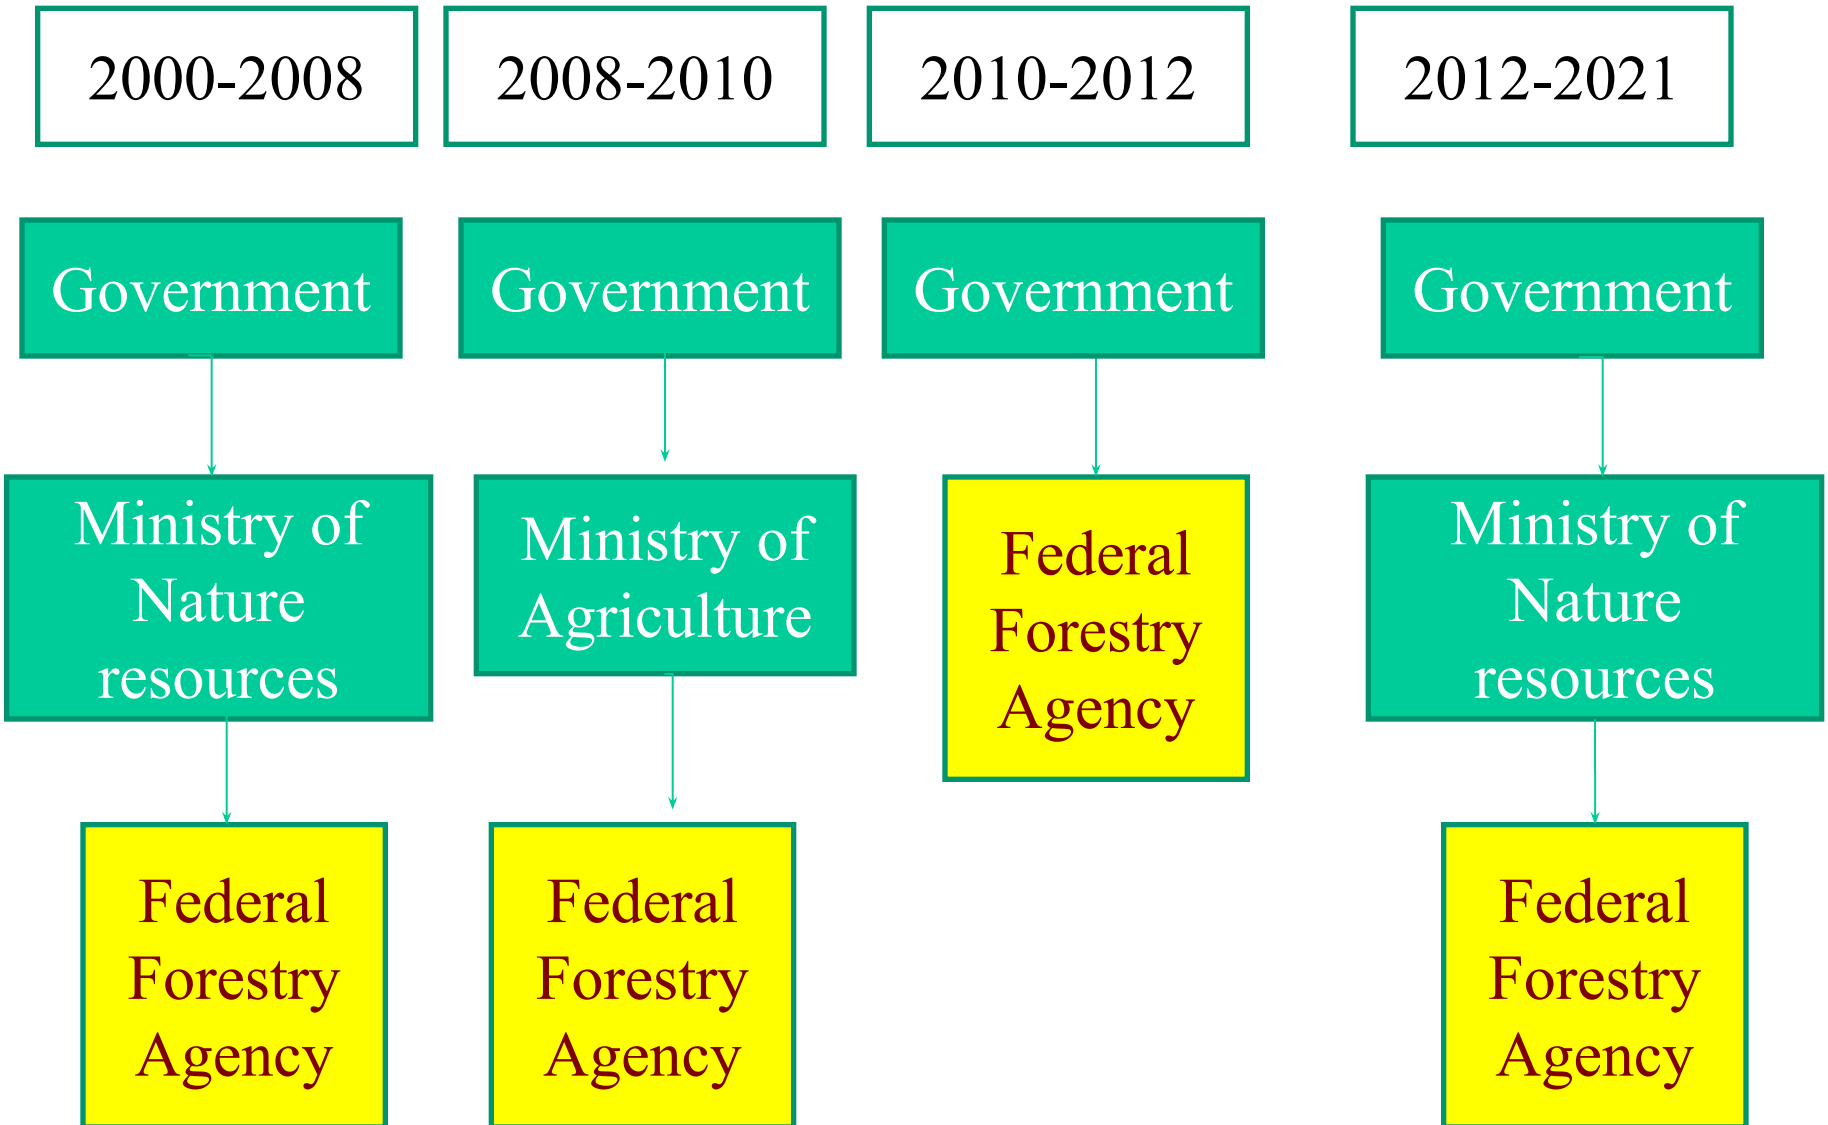 2000-2008
2008-2010
2010-2012
2012-2021
Government
Government
Government
Government
Ministry of
Nature
resources
Ministry of
Agriculture
Federal
Forestry
Agency
Ministry of
Nature
resources
Federal
Forestry
Agency
Federal
Forestry
Agency
Federal
Forestry
Agency